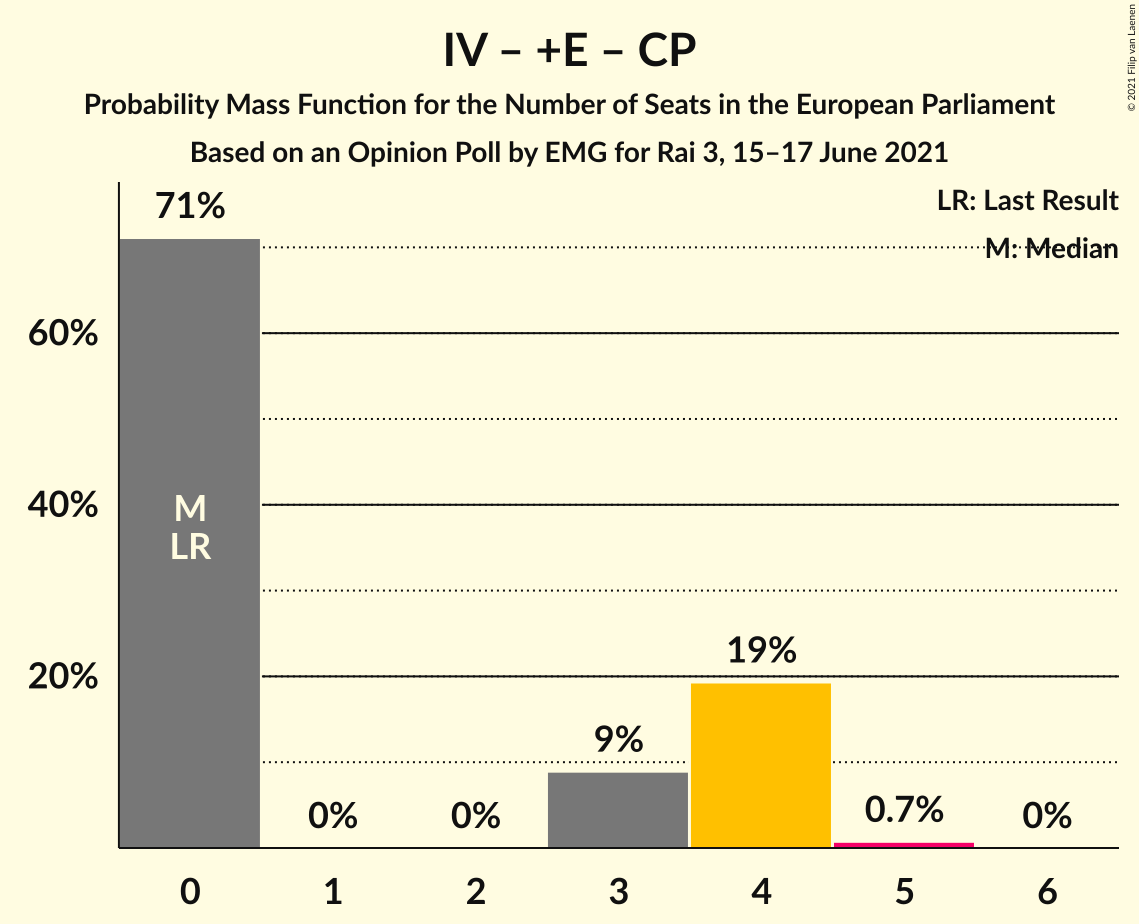 IV – +E – CP
Probability Mass Function for the Number of Seats in the European Parliament
Based on an Opinion Poll by EMG for Rai 3, 15–17 June 2021
© 2021 Filip van Laenen
LR: Last Result
M: Median
71%
60%
40%
20%
M
LR
0%
0%
9%
19%
0.7%
0%
0
1
2
3
4
5
6